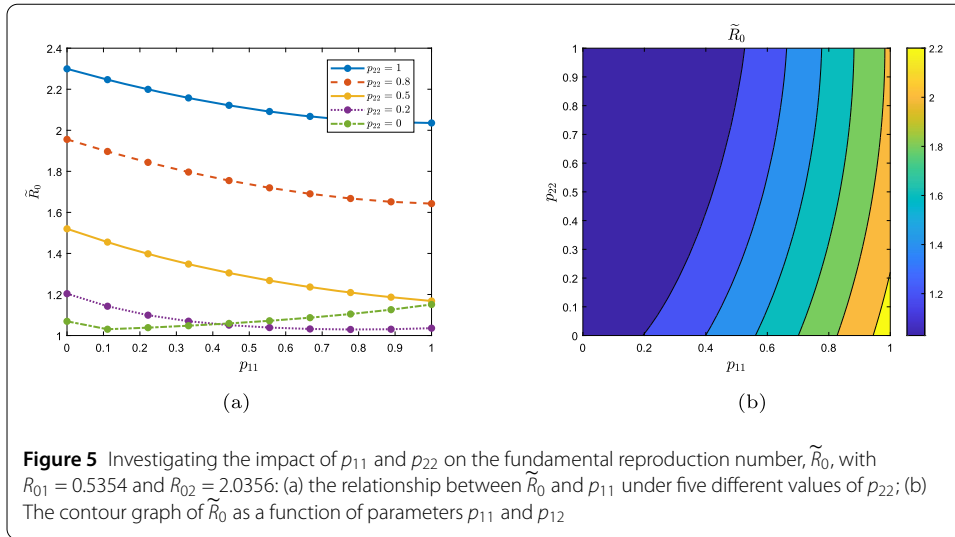 2.4
2.2
2
1.8
1.6
1.4
1.2
1
R̃₀
0 0.1 0.2 0.3 0.4 0.5 0.6 0.7 0.8 0.9 1
p₁₁
p₂₂ = 1
p₂₂ = 0.8
p₂₂ = 0.5
p₂₂ = 0.2
p₂₂ = 0
(a)
R̃₀
1
0.9
0.8
0.7
0.6
0.5
0.4
0.3
0.2
0.1
0
p₂₂
0 0.2 0.4 0.6 0.8 1
p₁₁
2.2
2
1.8
1.6
1.4
1.2
(b)
Figure 5 Investigating the impact of p₁₁ and p₂₂ on the fundamental reproduction number, R̃₀, with
R₀₁ = 0.5354 and R₀₂ = 2.0356: (a) the relationship between R̃₀ and p₁₁ under five different values of p₂₂; (b)
The contour graph of R̃₀ as a function of parameters p₁₁ and p₁₂